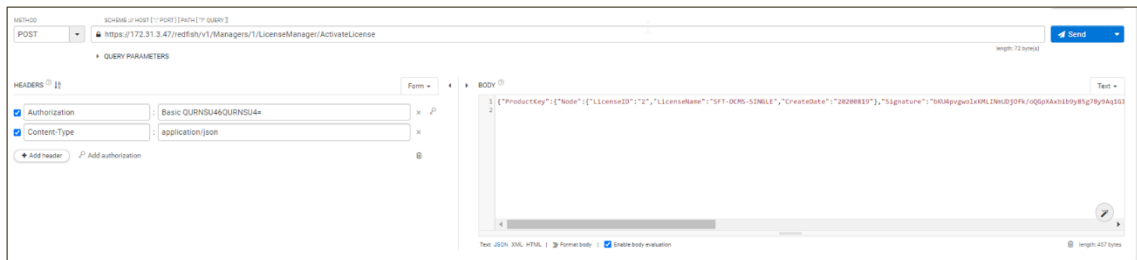 METHOD SCHEME :// HOST [ ":" PORT ] [ PATH [ "?" QUERY ]]
POST https://172.31.3.47/redfish/v1/Managers/1/LicenseManager/ActivateLicense Send
length: 72 byte(s)
QUERY PARAMETERS
HEADERS Form BODY Text
Authorization : Basic QURNSU46QURNSU4=
Content-Type : application/json
+ Add header Add authorization
1 {"ProductKey":{"Node":{"LicenseID":"2","LicenseName":"SFT-DCMS-SINGLE","CreateDate":"20200819"},"Signature":
2
Text JSON XML HTML | Format body | Enable body evaluation length: 457 bytes